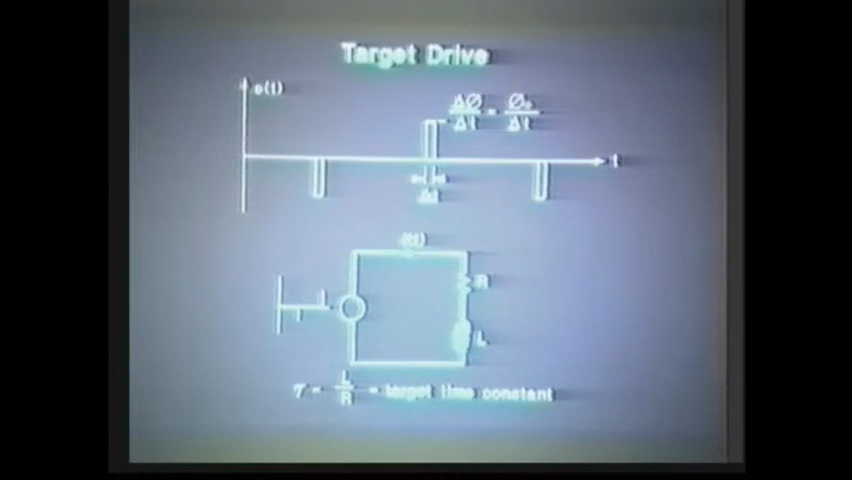 Target Drive
e(t)
ΔØ/Δt = Ø₀/Δt
t
Δt
i(t)
R
L
τ = L/R = target time constant